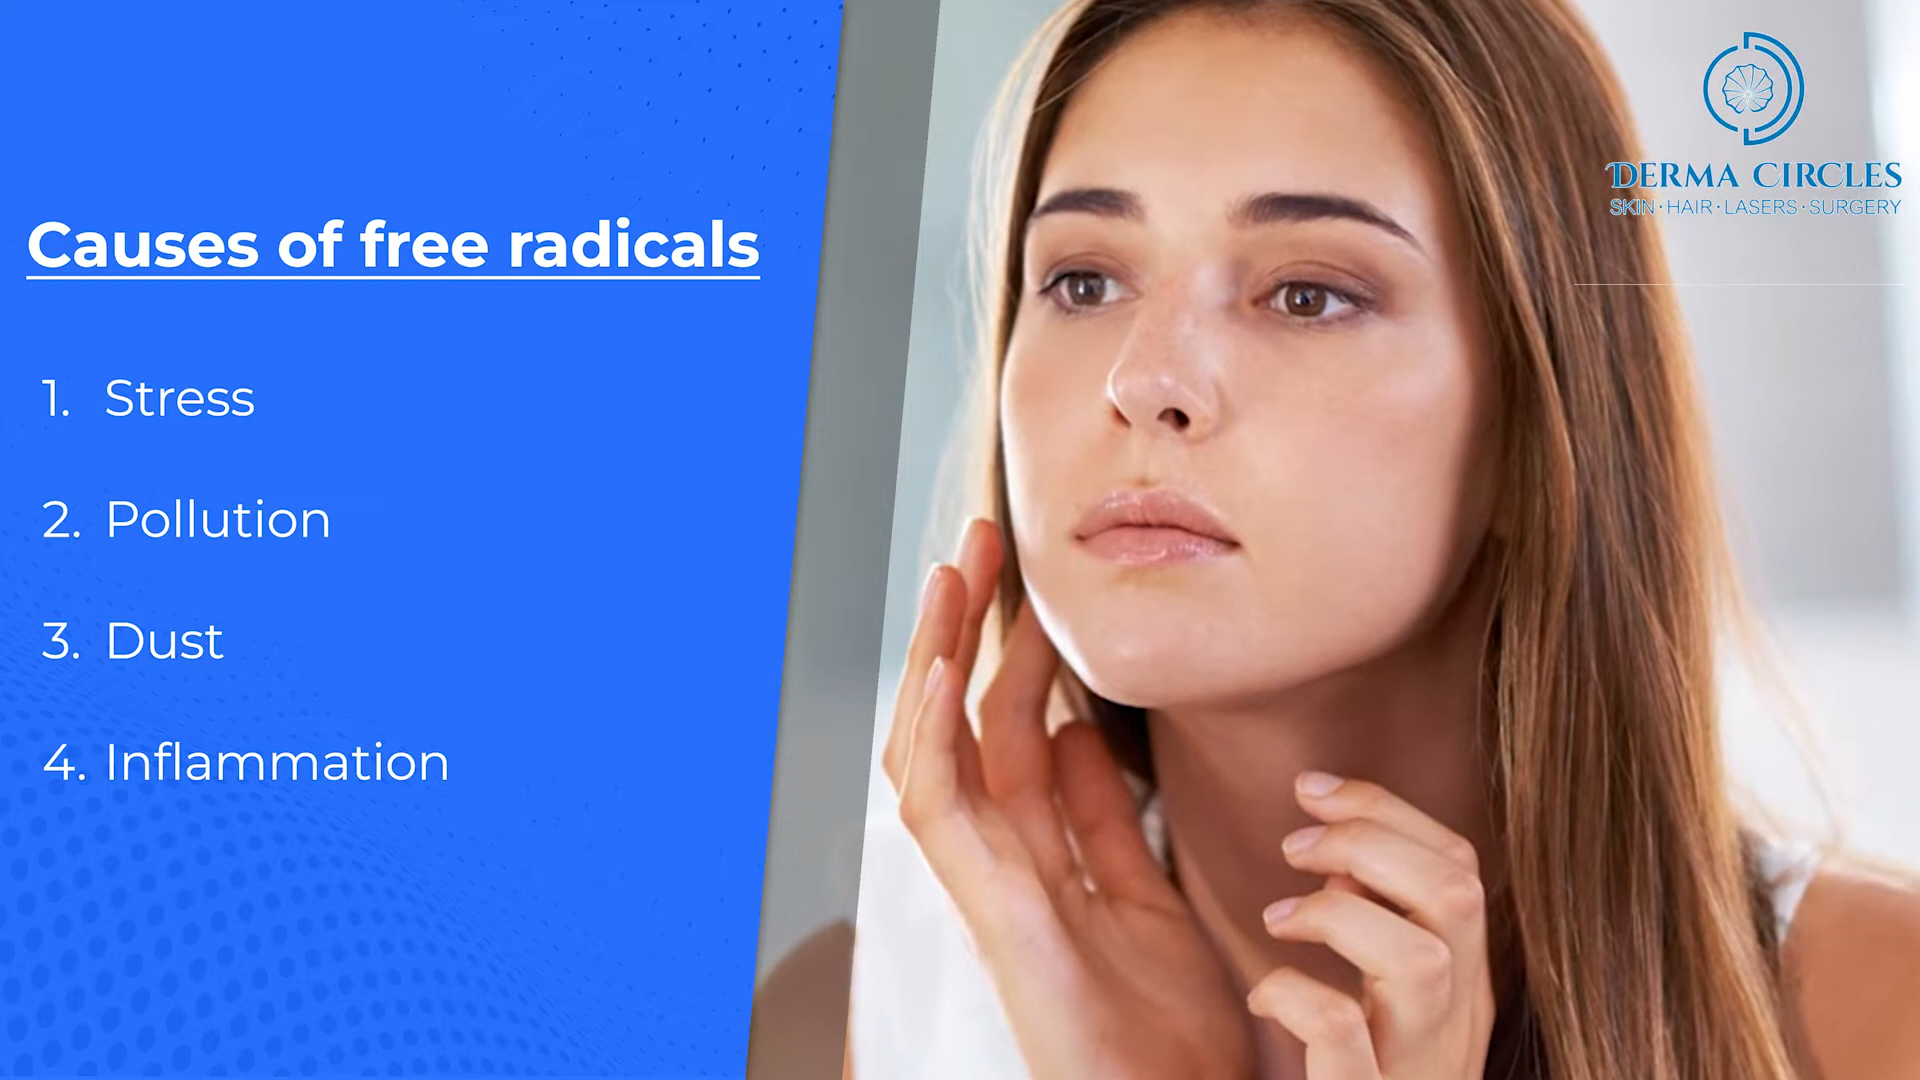 Causes of free radicals
1. Stress
2. Pollution
3. Dust
4. Inflammation
DERMA CIRCLES
SKIN·HAIR·LASERS·SURGERY